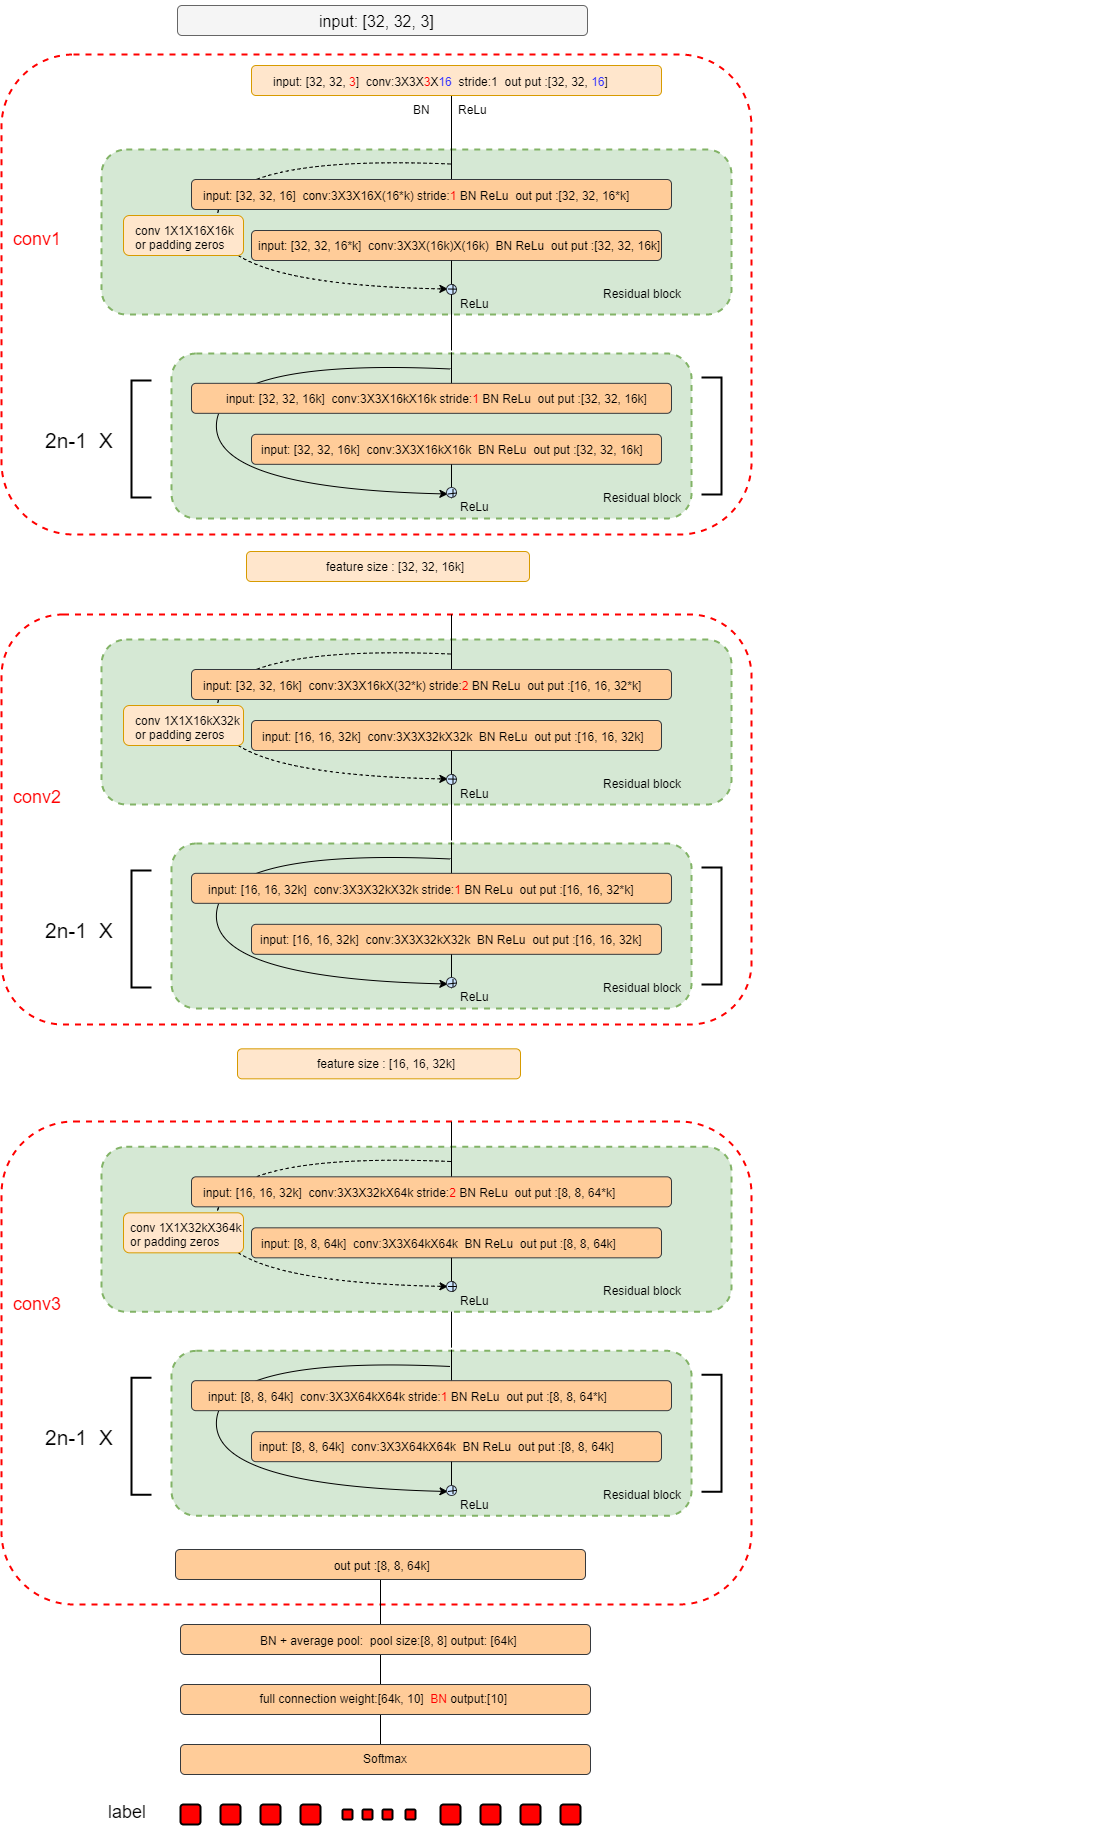 input: [32, 32, 3]
input: [32, 32, 3]  conv:3X3X3X16  stride:1  out put :[32, 32, 16]
BN
ReLu
input: [32, 32, 16]  conv:3X3X16X(16*k) stride:1 BN ReLu  out put :[32, 32, 16*k]
conv 1X1X16X16k
or padding zeros
conv1
input: [32, 32, 16*k]  conv:3X3X(16k)X(16k)  BN ReLu  out put :[32, 32, 16k]
Residual block
ReLu
input: [32, 32, 16k]  conv:3X3X16kX16k stride:1 BN ReLu  out put :[32, 32, 16k]
2n-1  X
input: [32, 32, 16k]  conv:3X3X16kX16k  BN ReLu  out put :[32, 32, 16k]
Residual block
ReLu
feature size : [32, 32, 16k]
input: [32, 32, 16k]  conv:3X3X16kX(32*k) stride:2 BN ReLu  out put :[16, 16, 32*k]
conv 1X1X16kX32k
or padding zeros
input: [16, 16, 32k]  conv:3X3X32kX32k  BN ReLu  out put :[16, 16, 32k]
Residual block
ReLu
conv2
input: [16, 16, 32k]  conv:3X3X32kX32k stride:1 BN ReLu  out put :[16, 16, 32*k]
2n-1  X
input: [16, 16, 32k]  conv:3X3X32kX32k  BN ReLu  out put :[16, 16, 32k]
Residual block
ReLu
feature size : [16, 16, 32k]
input: [16, 16, 32k]  conv:3X3X32kX64k stride:2 BN ReLu  out put :[8, 8, 64*k]
conv 1X1X32kX364k
or padding zeros
input: [8, 8, 64k]  conv:3X3X64kX64k  BN ReLu  out put :[8, 8, 64k]
Residual block
ReLu
conv3
input: [8, 8, 64k]  conv:3X3X64kX64k stride:1 BN ReLu  out put :[8, 8, 64*k]
2n-1  X
input: [8, 8, 64k]  conv:3X3X64kX64k  BN ReLu  out put :[8, 8, 64k]
Residual block
ReLu
out put :[8, 8, 64k]
BN + average pool:  pool size:[8, 8] output: [64k]
full connection weight:[64k, 10]  BN output:[10]
Softmax
label